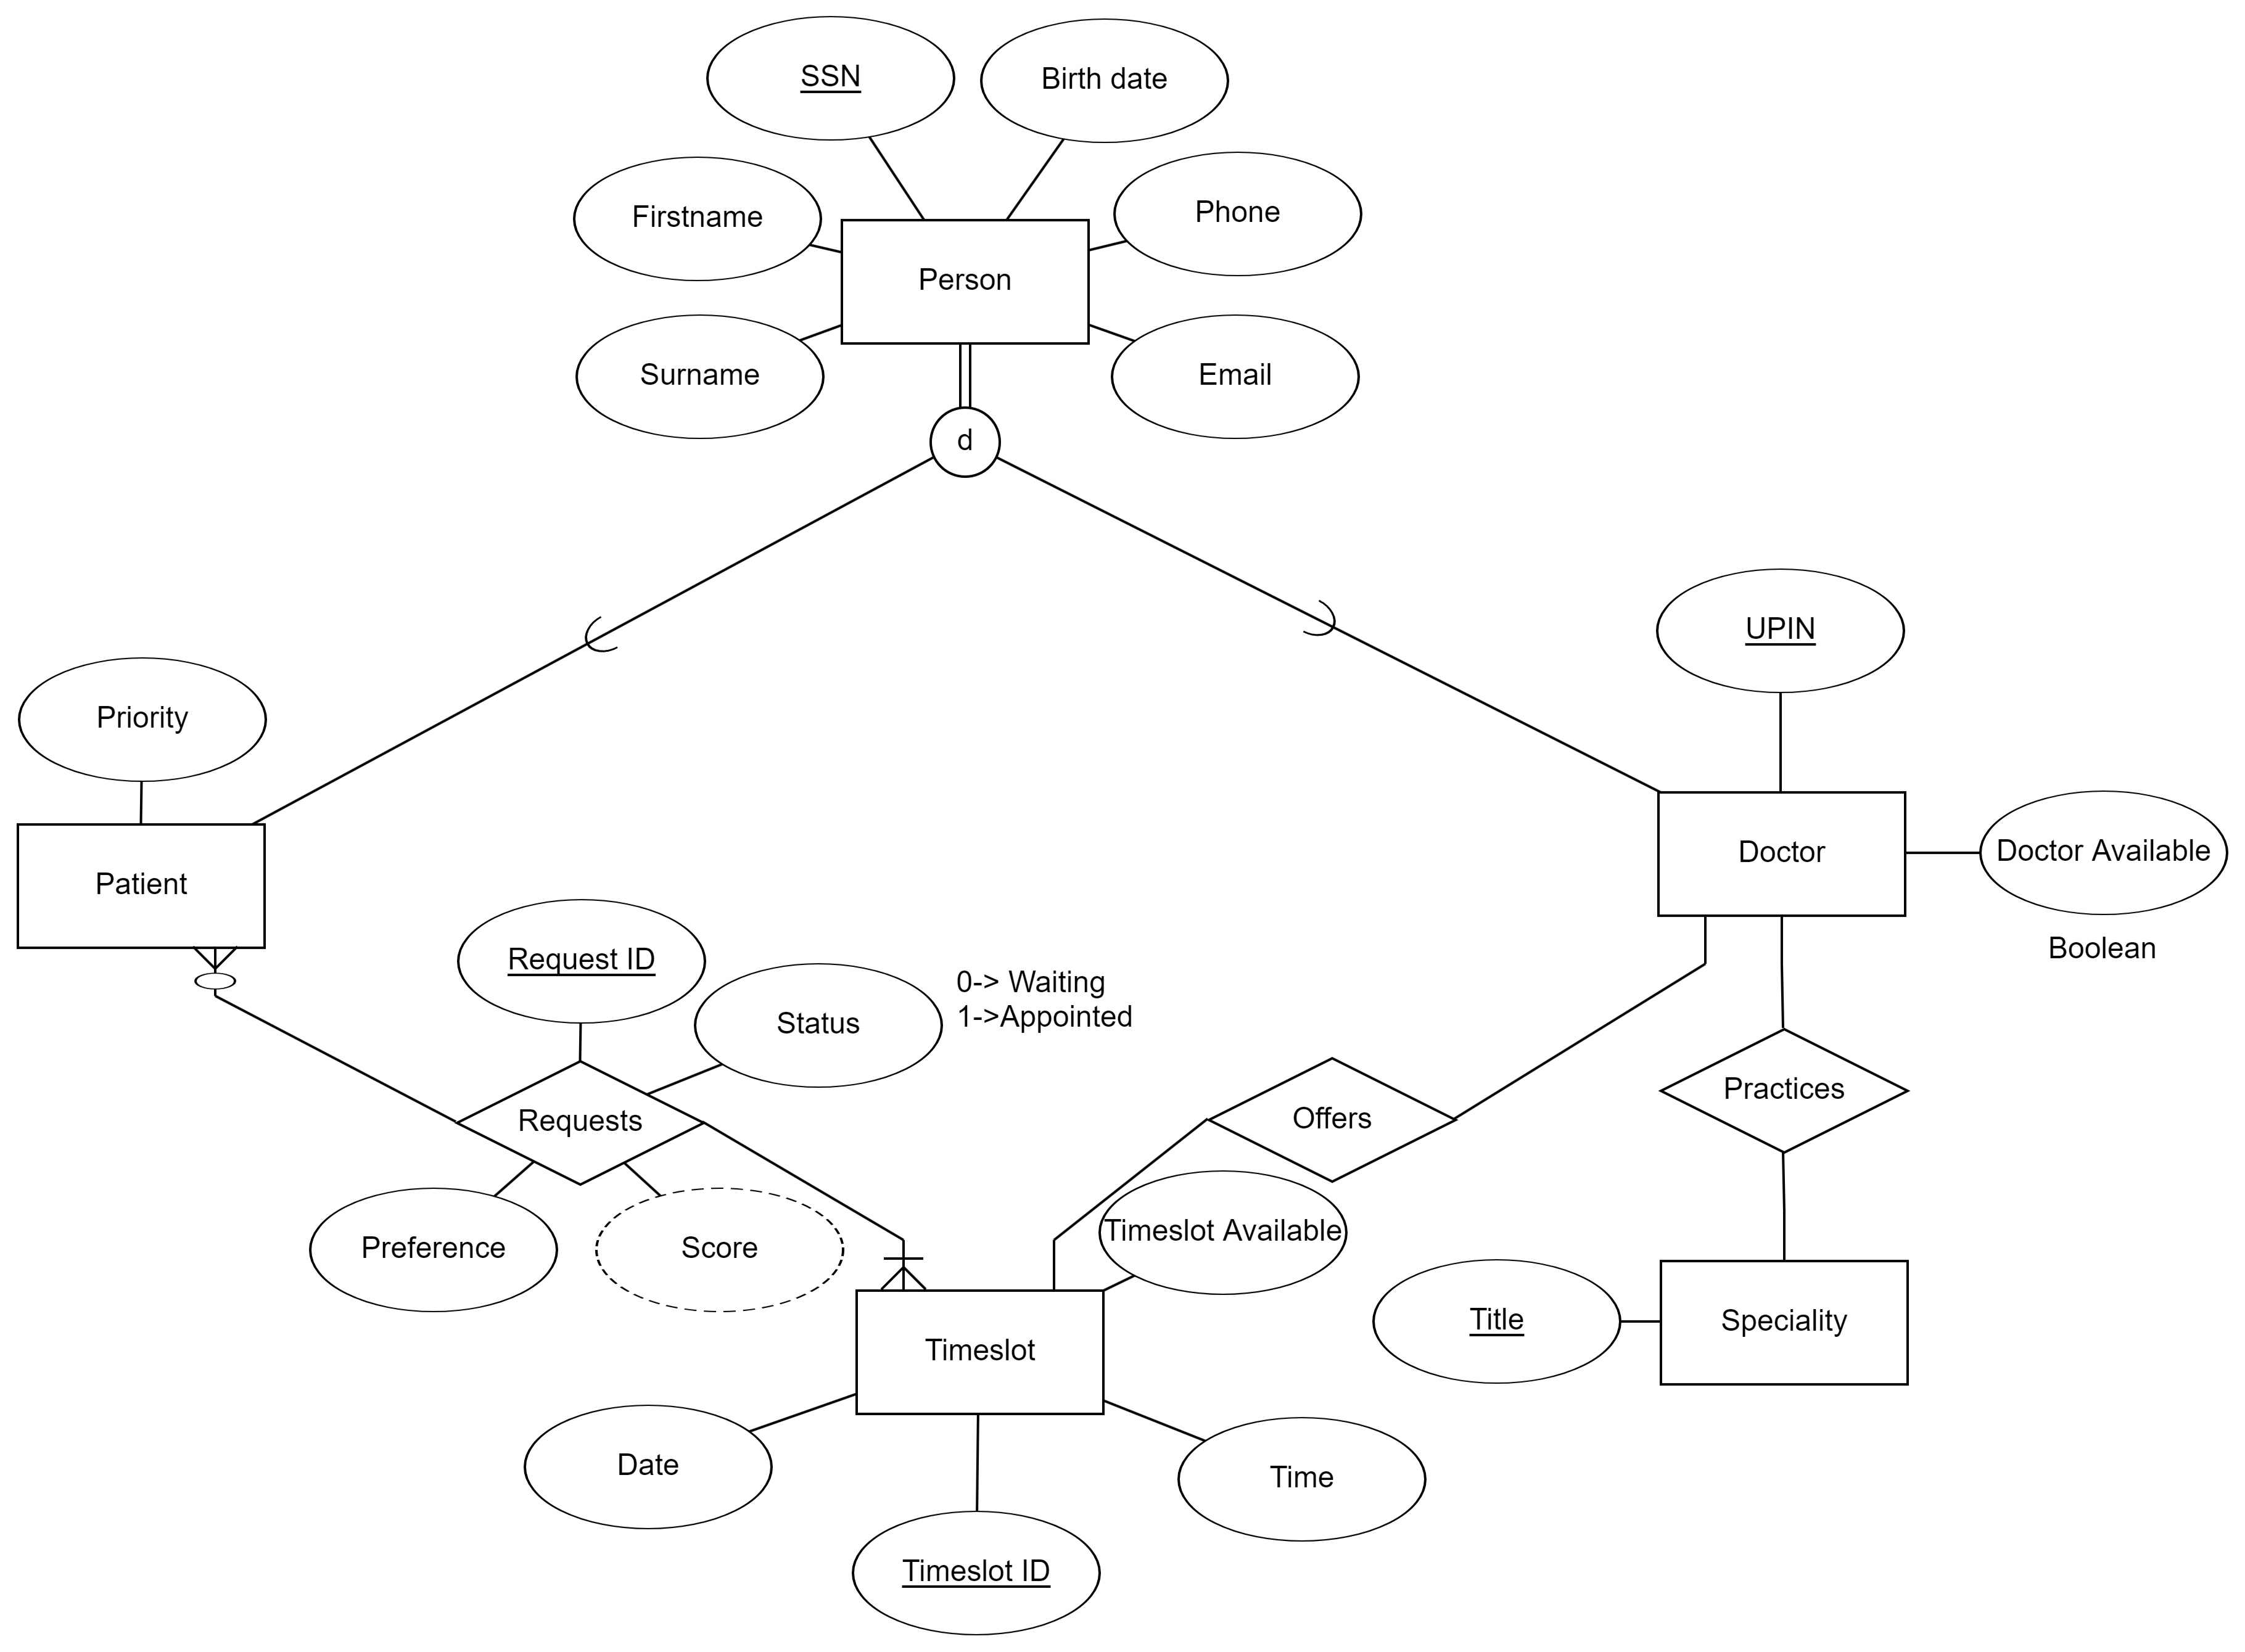 SSN
Birth date
Firstname
Phone
Person
Surname
Email
d
UPIN
Priority
Patient
Doctor
Doctor Available
Boolean
Request ID
Status
0-> Waiting
1->Appointed
Requests
Offers
Practices
Preference
Score
Timeslot Available
Timeslot
Title
Speciality
Date
Time
Timeslot ID